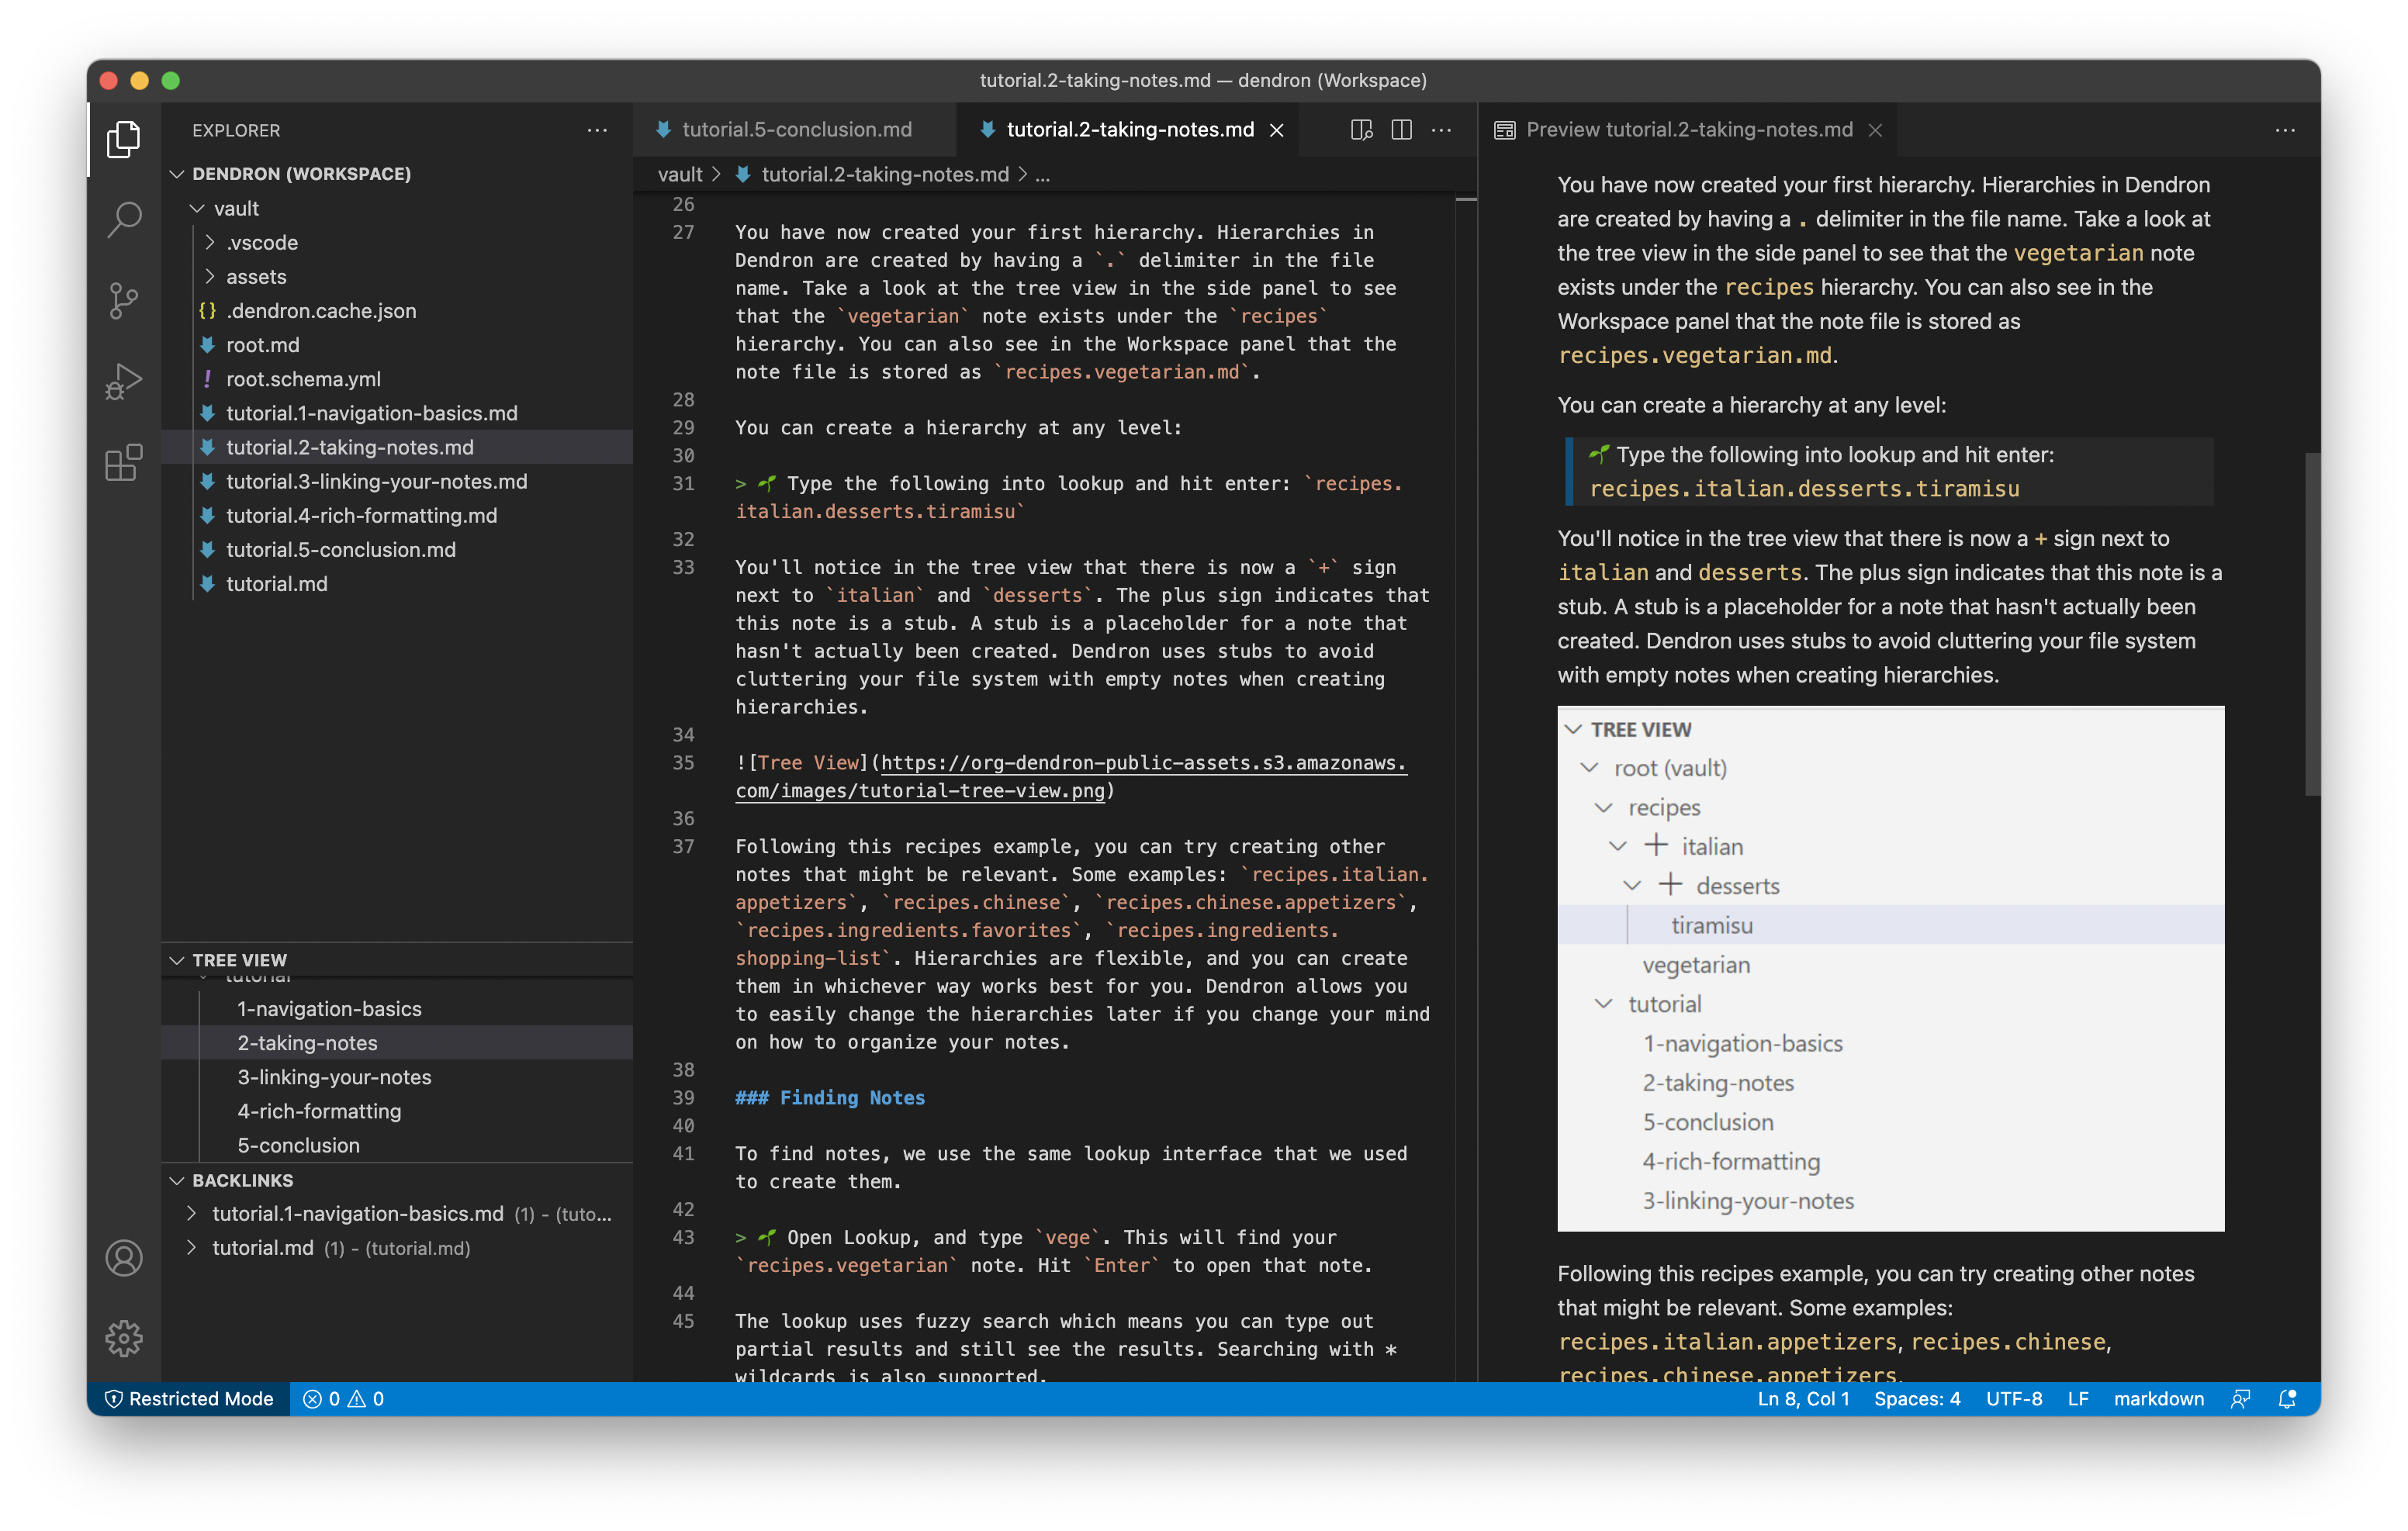 tutorial.2-taking-notes.md — dendron (Workspace)
EXPLORER
DENDRON (WORKSPACE)
vault
.vscode
assets
{} .dendron.cache.json
root.md
! root.schema.yml
tutorial.1-navigation-basics.md
tutorial.2-taking-notes.md
tutorial.3-linking-your-notes.md
tutorial.4-rich-formatting.md
tutorial.5-conclusion.md
tutorial.md
TREE VIEW
tutorial
1-navigation-basics
2-taking-notes
3-linking-your-notes
4-rich-formatting
5-conclusion
BACKLINKS
tutorial.1-navigation-basics.md (1) - (tuto...
tutorial.md (1) - (tutorial.md)
tutorial.5-conclusion.md
tutorial.2-taking-notes.md
vault > tutorial.2-taking-notes.md > ...
26
27 You have now created your first hierarchy. Hierarchies in
Dendron are created by having a `.` delimiter in the file
name. Take a look at the tree view in the side panel to see
that the `vegetarian` note exists under the `recipes`
hierarchy. You can also see in the Workspace panel that the
note file is stored as `recipes.vegetarian.md`.
28
29 You can create a hierarchy at any level:
30
31 > 🌱 Type the following into lookup and hit enter: `recipes.
italian.desserts.tiramisu`
32
33 You'll notice in the tree view that there is now a `+` sign
next to `italian` and `desserts`. The plus sign indicates that
this note is a stub. A stub is a placeholder for a note that
hasn't actually been created. Dendron uses stubs to avoid
cluttering your file system with empty notes when creating
hierarchies.
34
35 ![Tree View](https://org-dendron-public-assets.s3.amazonaws.
com/images/tutorial-tree-view.png)
36
37 Following this recipes example, you can try creating other
notes that might be relevant. Some examples: `recipes.italian.
appetizers`, `recipes.chinese`, `recipes.chinese.appetizers`,
`recipes.ingredients.favorites`, `recipes.ingredients.
shopping-list`. Hierarchies are flexible, and you can create
them in whichever way works best for you. Dendron allows you
to easily change the hierarchies later if you change your mind
on how to organize your notes.
38
39 ### Finding Notes
40
41 To find notes, we use the same lookup interface that we used
to create them.
42
43 > 🌱 Open Lookup, and type `vege`. This will find your
`recipes.vegetarian` note. Hit `Enter` to open that note.
44
45 The lookup uses fuzzy search which means you can type out
partial results and still see the results. Searching with *
wildcards is also supported.
Preview tutorial.2-taking-notes.md
You have now created your first hierarchy. Hierarchies in Dendron
are created by having a . delimiter in the file name. Take a look at
the tree view in the side panel to see that the vegetarian note
exists under the recipes hierarchy. You can also see in the
Workspace panel that the note file is stored as
recipes.vegetarian.md.
You can create a hierarchy at any level:
🌱 Type the following into lookup and hit enter:
recipes.italian.desserts.tiramisu
You'll notice in the tree view that there is now a + sign next to
italian and desserts. The plus sign indicates that this note is a
stub. A stub is a placeholder for a note that hasn't actually been
created. Dendron uses stubs to avoid cluttering your file system
with empty notes when creating hierarchies.
TREE VIEW
root (vault)
recipes
+ italian
+ desserts
tiramisu
vegetarian
tutorial
1-navigation-basics
2-taking-notes
5-conclusion
4-rich-formatting
3-linking-your-notes
Following this recipes example, you can try creating other notes
that might be relevant. Some examples:
recipes.italian.appetizers, recipes.chinese,
recipes.chinese.appetizers,
Restricted Mode
0 0
Ln 8, Col 1 Spaces: 4 UTF-8 LF markdown